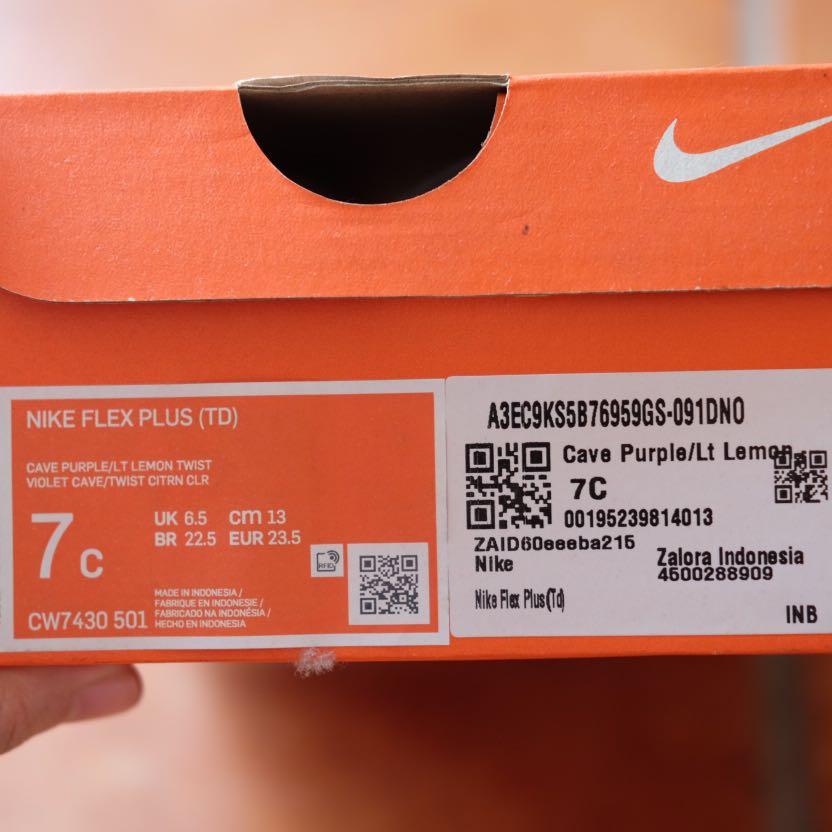 NIKE FLEX PLUS (TD)
CAVE PURPLE/LT LEMON TWIST
VIOLET CAVE/TWIST CITRN CLR
7 C
UK 6.5 cm 13
BR 22.5 EUR 23.5
RFID
CW7430 501
MADE IN INDONESIA /
FABRIQUE EN INDONESIE /
FABRICADO NA INDONÉSIA /
HECHO EN INDONESIA
A3EC9KS5B76959GS-091DNO
Cave Purple/Lt Lemon
7C
00195239814013
ZAID60eeeba215
Nike
Zalora Indonesia
4500288909
Nike Flex Plus(Td)
INB